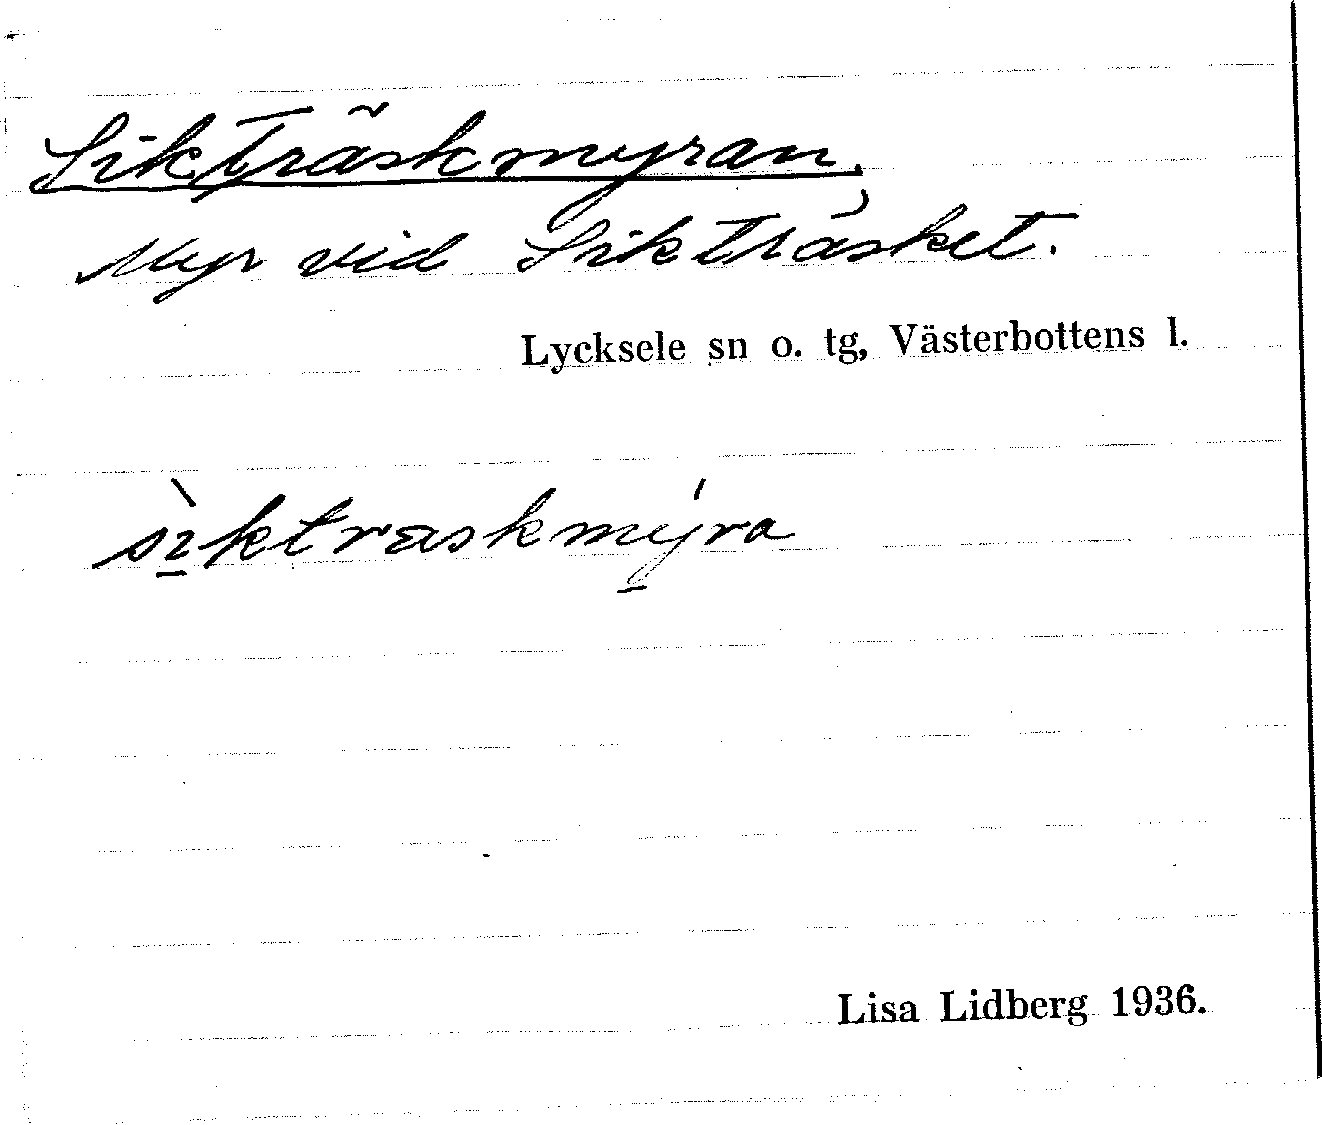 Sikträskmyran.
Myr vid Sikträsket.
Lycksele sn o. tg, Västerbottens l.
sìktraskmýra
Lisa Lidberg 1936.